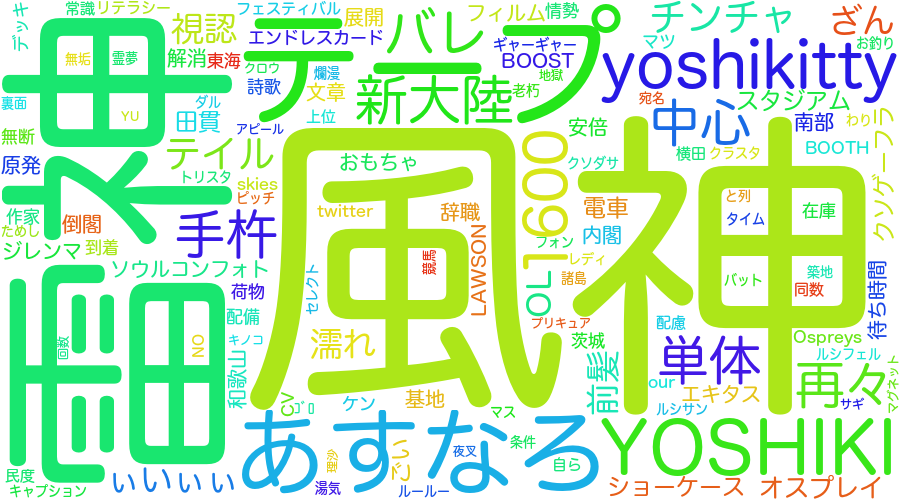 デッキ
常識
リテラシー
フェスティバル
フィルム
情勢
バレー
テープ
チンチャ
ざん
視認
展開
エンドレスカード
ギャーギャー
マツ
お釣り
雷神
無垢
霊夢
解消
東海
クロウ
BOOST
yoshikitty
裏面
YU
ダル
詩歌
爛漫
文章
新大陸
地獄
老朽
宛名
スタジアム
田貫
上位
中心
南部
わり
無断
アピール
安倍
原発
テイル
おもちゃ
クソダサ
横田
クラスタ
BOOTH
クソゲーフラ
トリスタ
skies
ピッチ
風神
1600
と列
作家
倒閣
手杵
twitter
辞職
電車
タイム
在庫
ためし
ジレンマ
到着
内閣
フォン
レディ
ソウルコンフォト
競馬
LAWSON
OL
諸島
バット
築地
待ち時間
荷物
セレクト
同数
配備
プリキュア
配慮
回数
NO
キノコ
濡れ
茨城
単体
Ospreys
和歌山
前髪
ルシフェル
our
エキタス
再々
マグネット
CV
ゴロ
ケン
基地
マス
ルシサン
サギ
あすなろ
YOSHIKI
いご
理沙
夜叉
条件
自ら
民度
キャプション
いいぃぃ
湯気
ルールー
ショーケース
オスプレイ